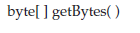 byte[ ] getBytes( )